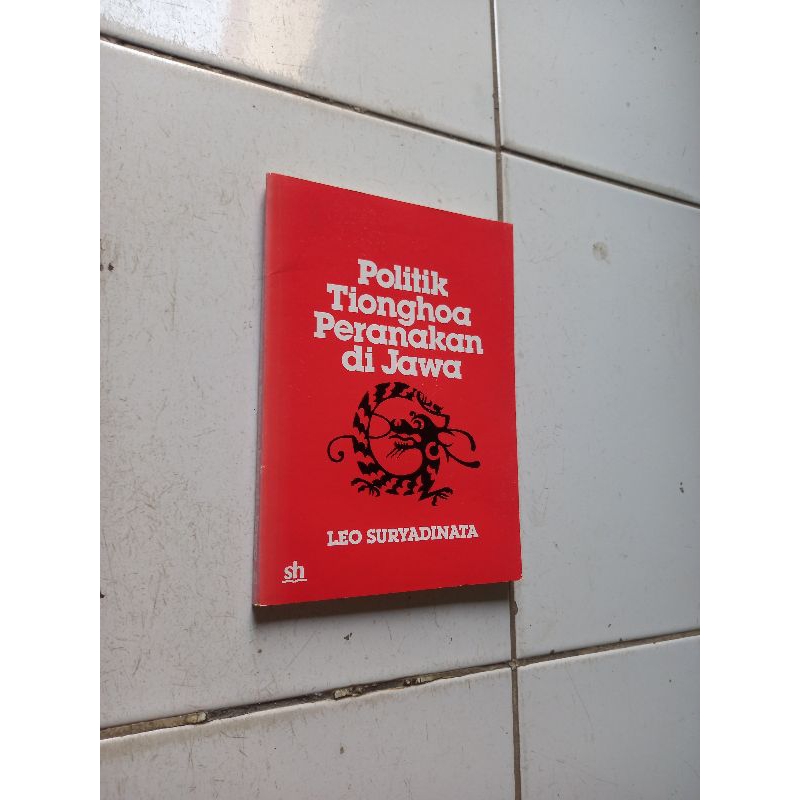 Politik
Tionghoa
Peranakan
di Jawa
LEO SURYADINATA
sh